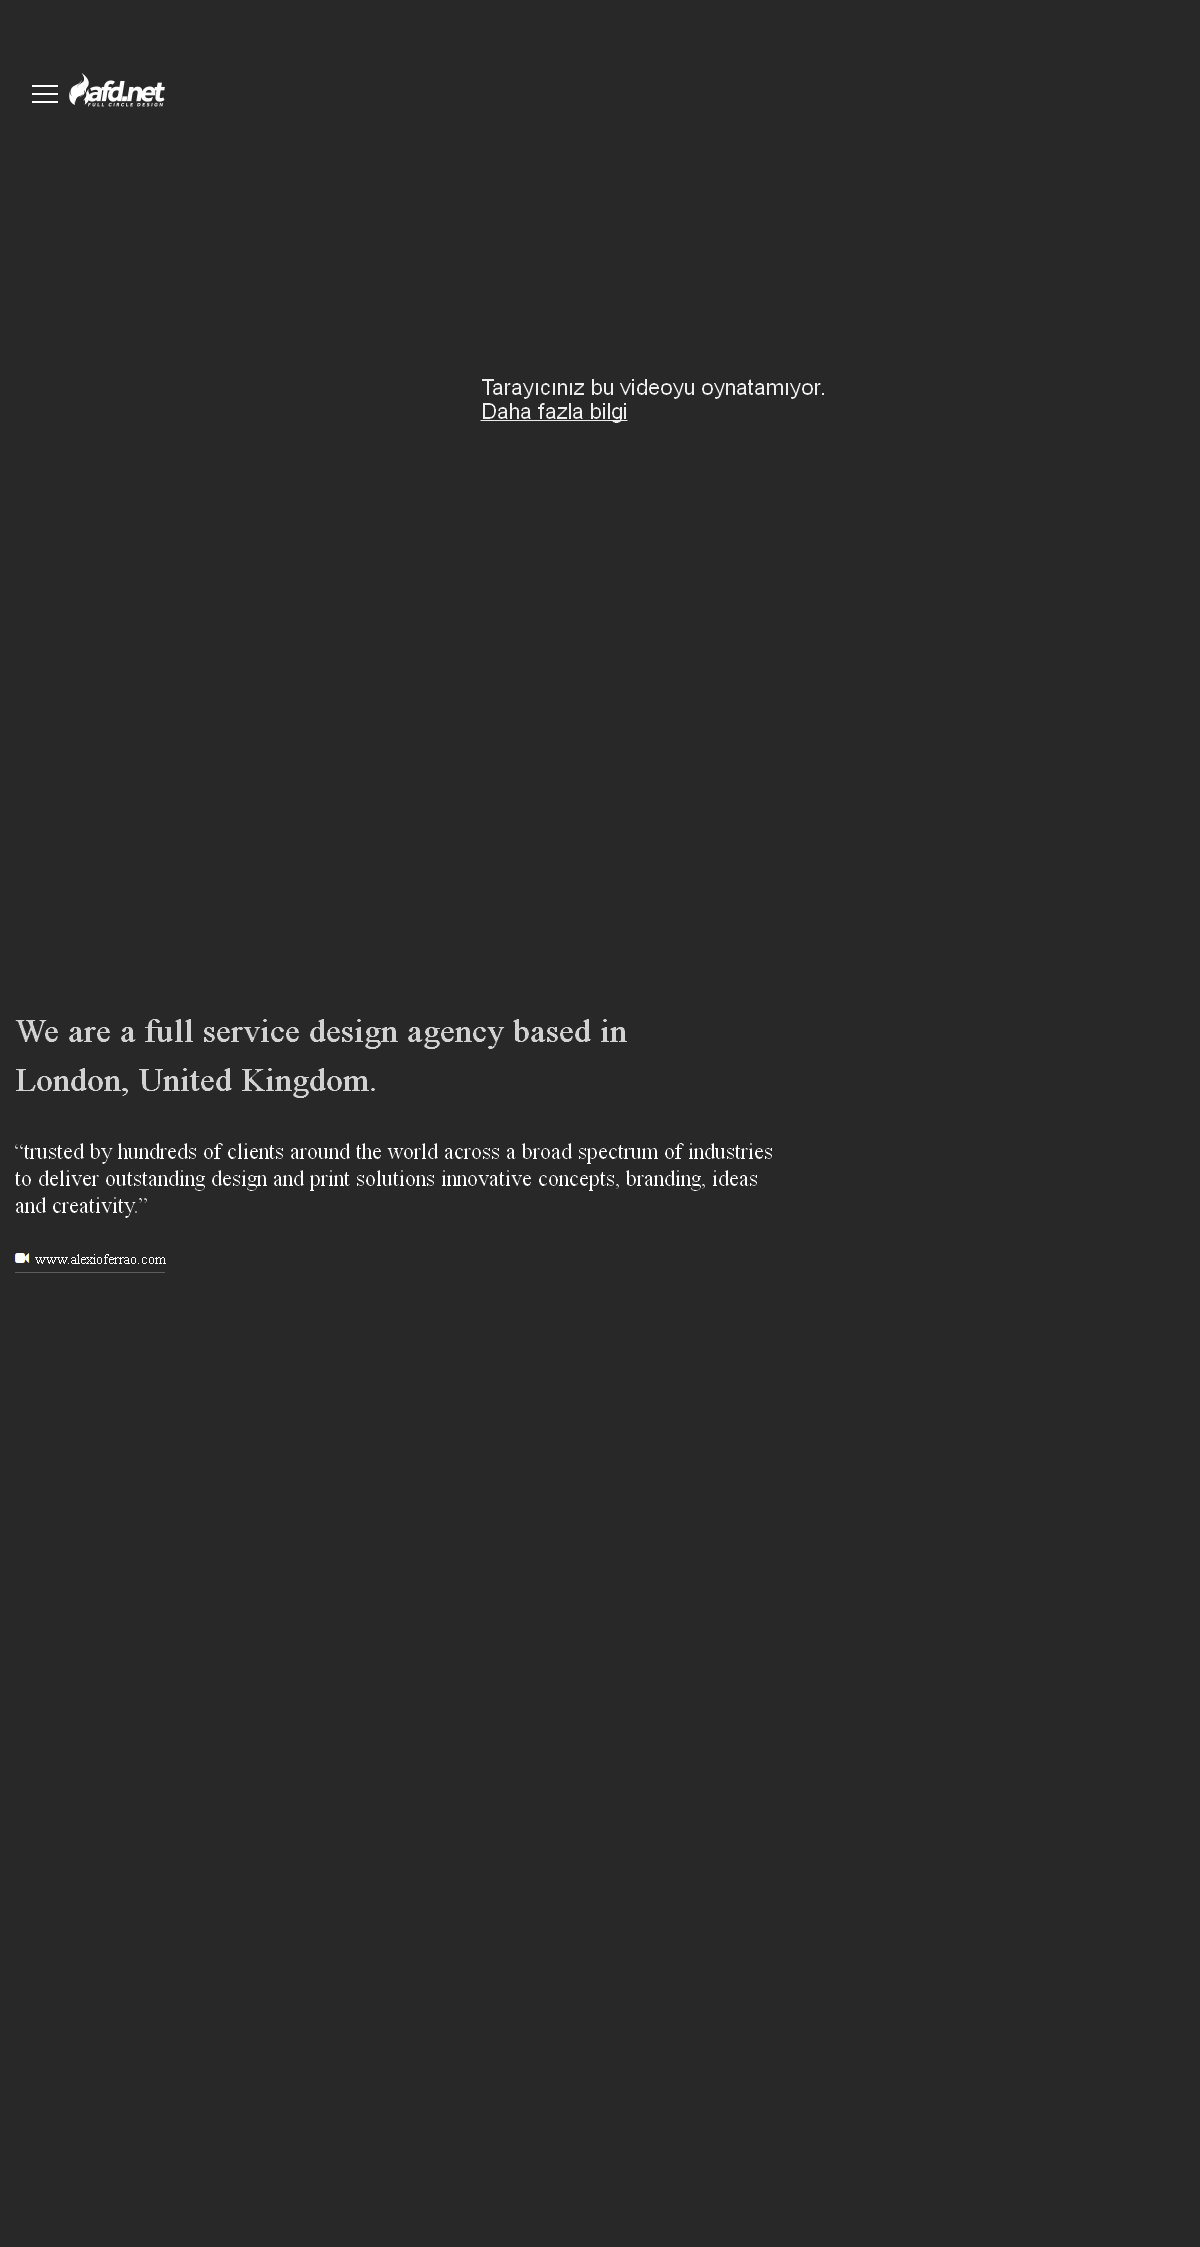 afd.net
FULL CIRCLE DESIGN
Tarayıcınız bu videoyu oynatamıyor.
Daha fazla bilgi
We are a full service design agency based in
London, United Kingdom.
“trusted by hundreds of clients around the world across a broad spectrum of industries
to deliver outstanding design and print solutions innovative concepts, branding, ideas
and creativity.”
www.alexioferrao.com